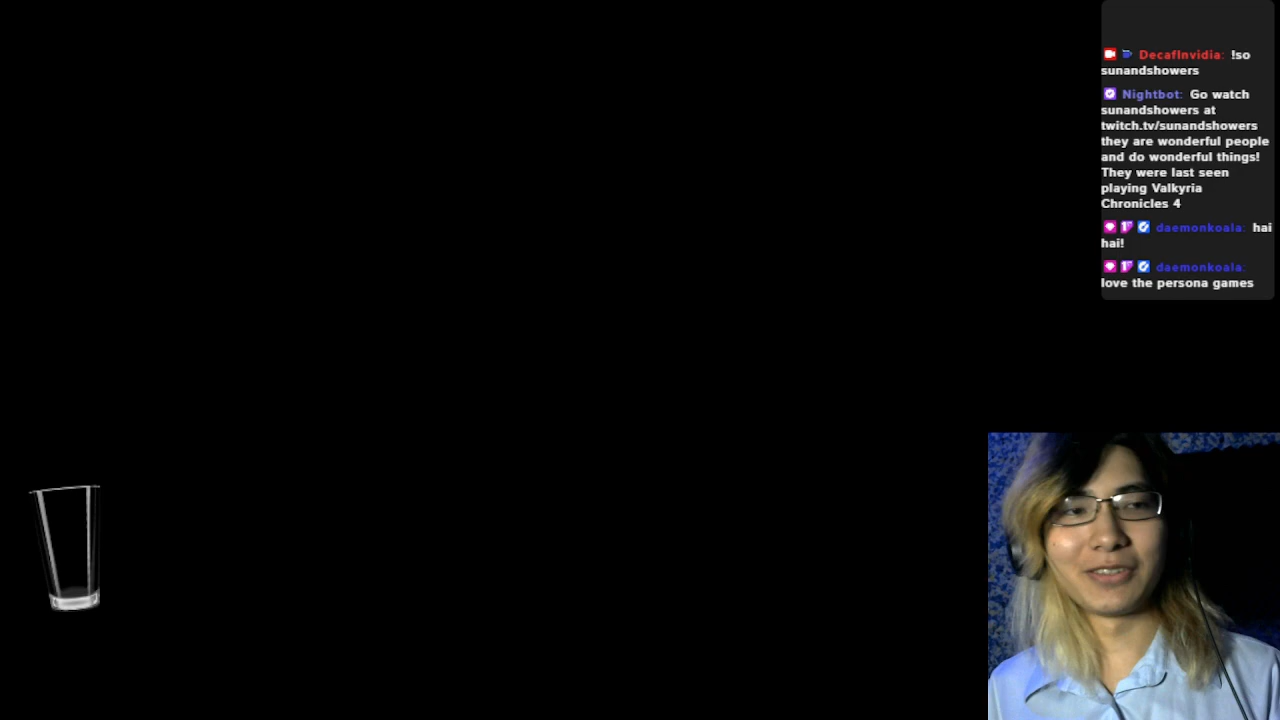 DecafInvidia: !so
sunandshowers
Nightbot: Go watch
sunandshowers at
twitch.tv/sunandshowers
they are wonderful people
and do wonderful things!
They were last seen
playing Valkyria
Chronicles 4
daemonkoala: hai
hai!
daemonkoala:
love the persona games